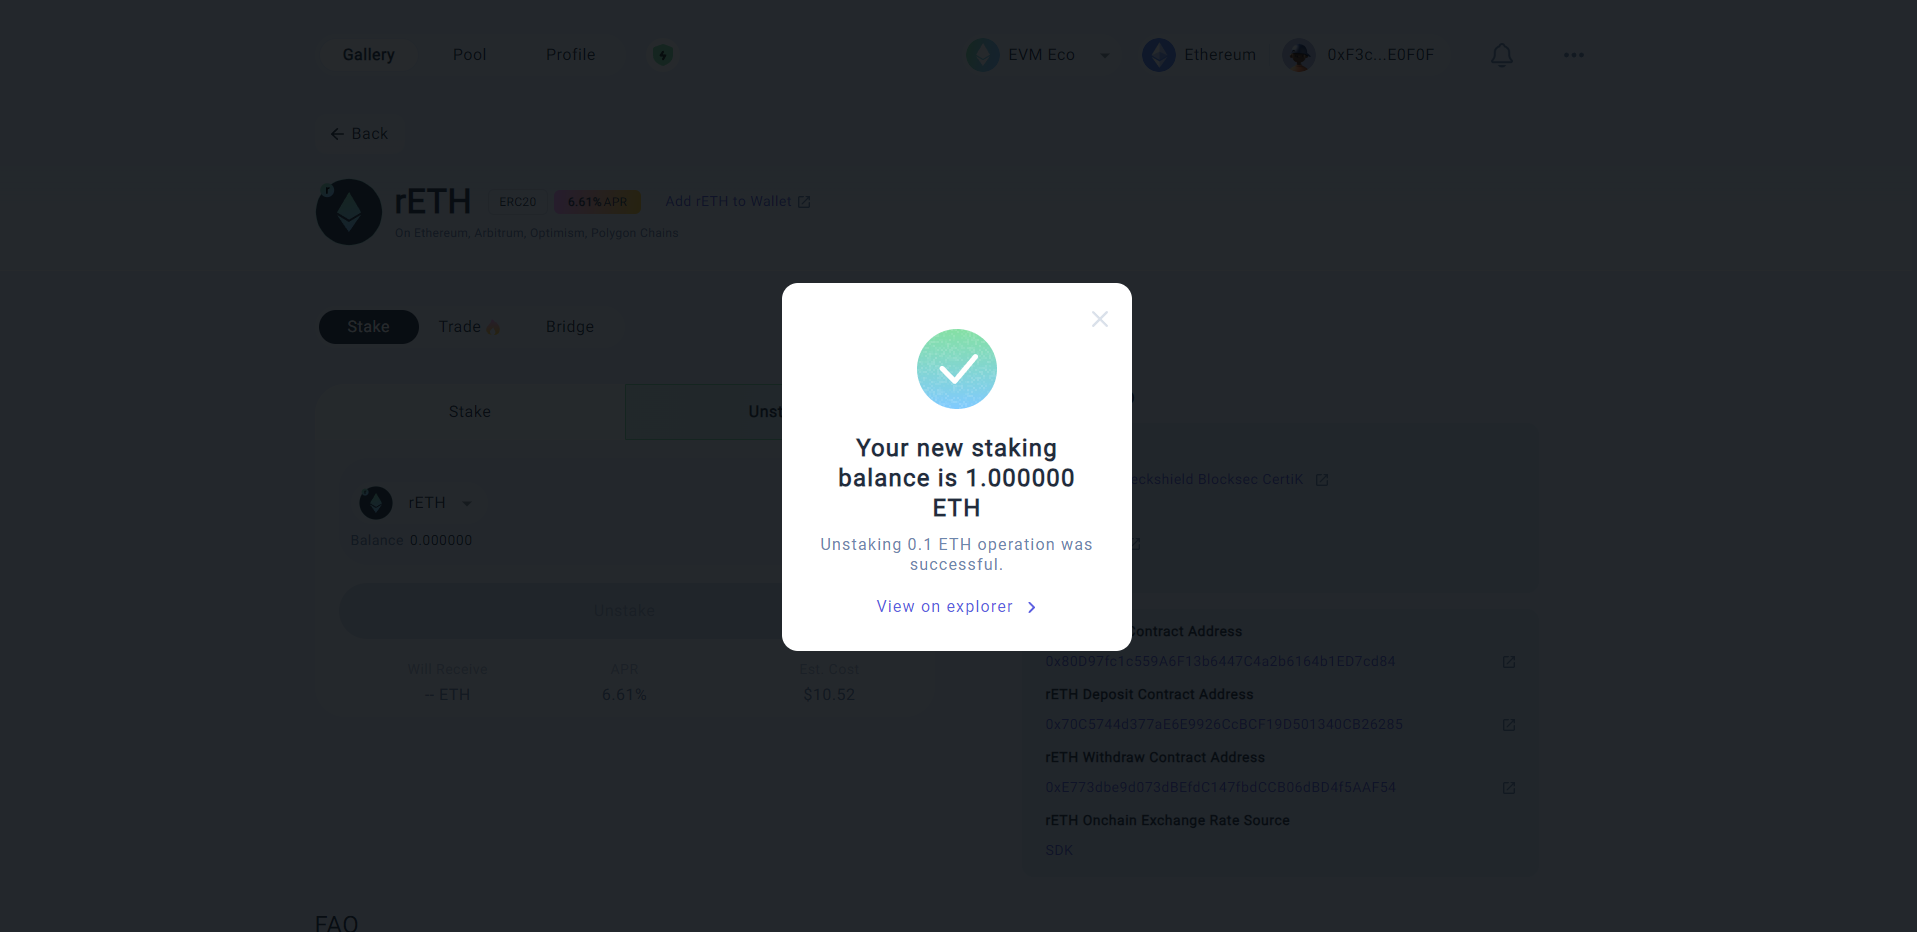 Gallery
Pool
Profile
EVM Eco
Ethereum
0xF3c...E0F0F
Back
r
rETH
ERC20
6.61% APR
Add rETH to Wallet
On Ethereum, Arbitrum, Optimism, Polygon Chains
Stake
Trade
Bridge
Stake
rETH
Balance 0.000000
Unstake
Will Receive
-- ETH
APR
6.61%
Est. Cost
$10.52
Your new staking
balance is 1.000000
ETH
Unstaking 0.1 ETH operation was
successful.
View on explorer
Blocksec CertiK
Contract Address
0x80D97fc1c559A6F13b6447C4a2b6164b1ED7cd84
rETH Deposit Contract Address
0x70C5744d377aE6E9926CcBCF19D501340CB26285
rETH Withdraw Contract Address
0xE773dbe9d073dBEfdC147fbdCCB06dBD4f5AAF54
rETH Onchain Exchange Rate Source
SDK
FAQ